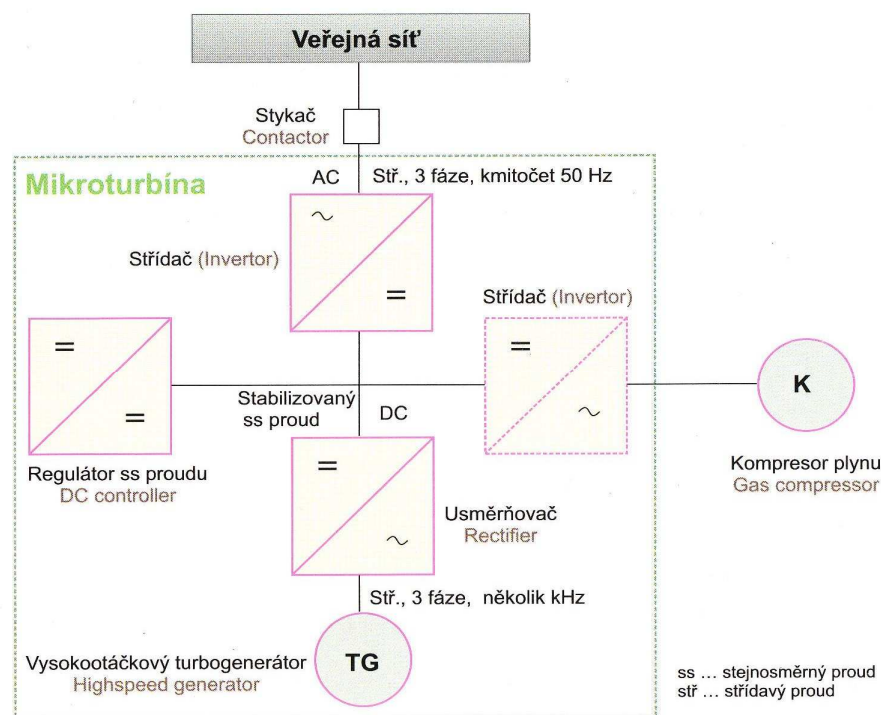 Veřejná síť
Stykač
Contactor
Mikroturbína
AC
Stř., 3 fáze, kmitočet 50 Hz
Střídač (Invertor)
~
=
Střídač (Invertor)
=
=
=
~
K
Stabilizovaný
ss proud
DC
Regulátor ss proudu
DC controller
=
~
Usměrňovač
Rectifier
Kompresor plynu
Gas compressor
Stř., 3 fáze, několik kHz
Vysokootáčkový turbogenerátor
Highspeed generator
TG
ss ... stejnosměrný proud
stř ... střídavý proud